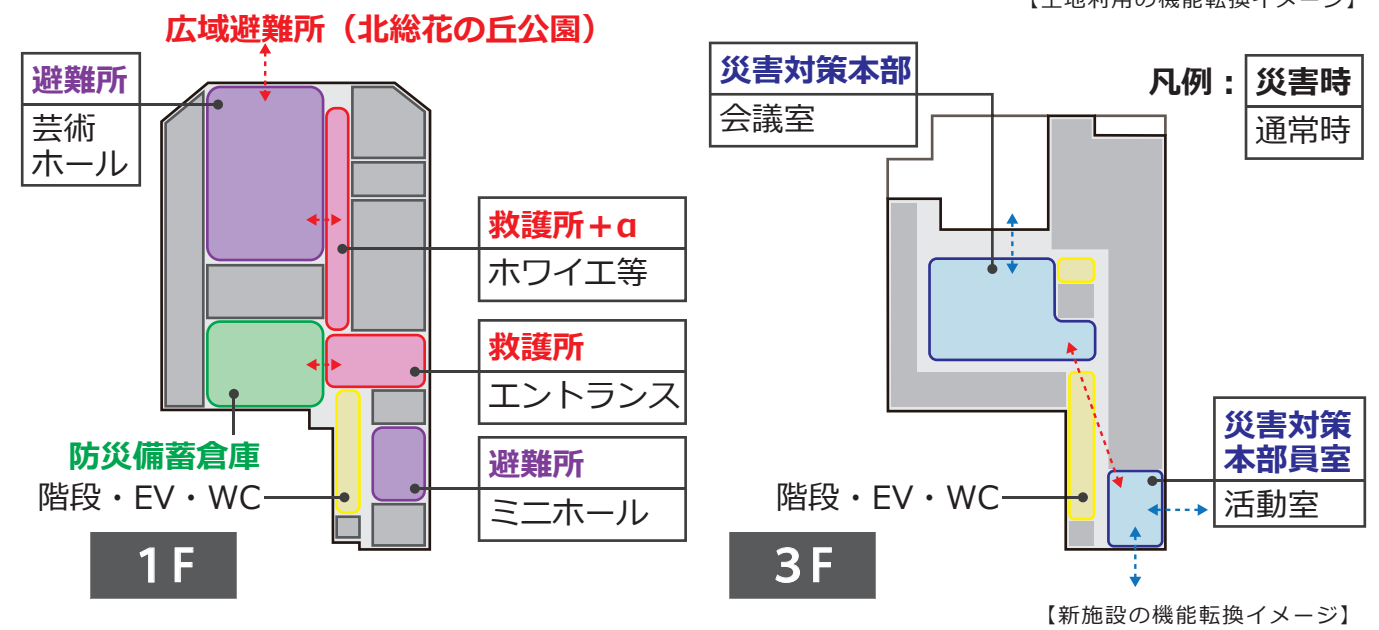 【土地利用の機能転換イメージ】
広域避難所（北総花の丘公園）
避難所
芸術
ホール
救護所＋α
ホワイエ等
救護所
エントランス
防災備蓄倉庫
避難所
階段・EV・WC
ミニホール
1F
災害対策本部
会議室
凡例：
災害時
通常時
災害対策
本部員室
階段・EV・WC
活動室
3F
【新施設の機能転換イメージ】